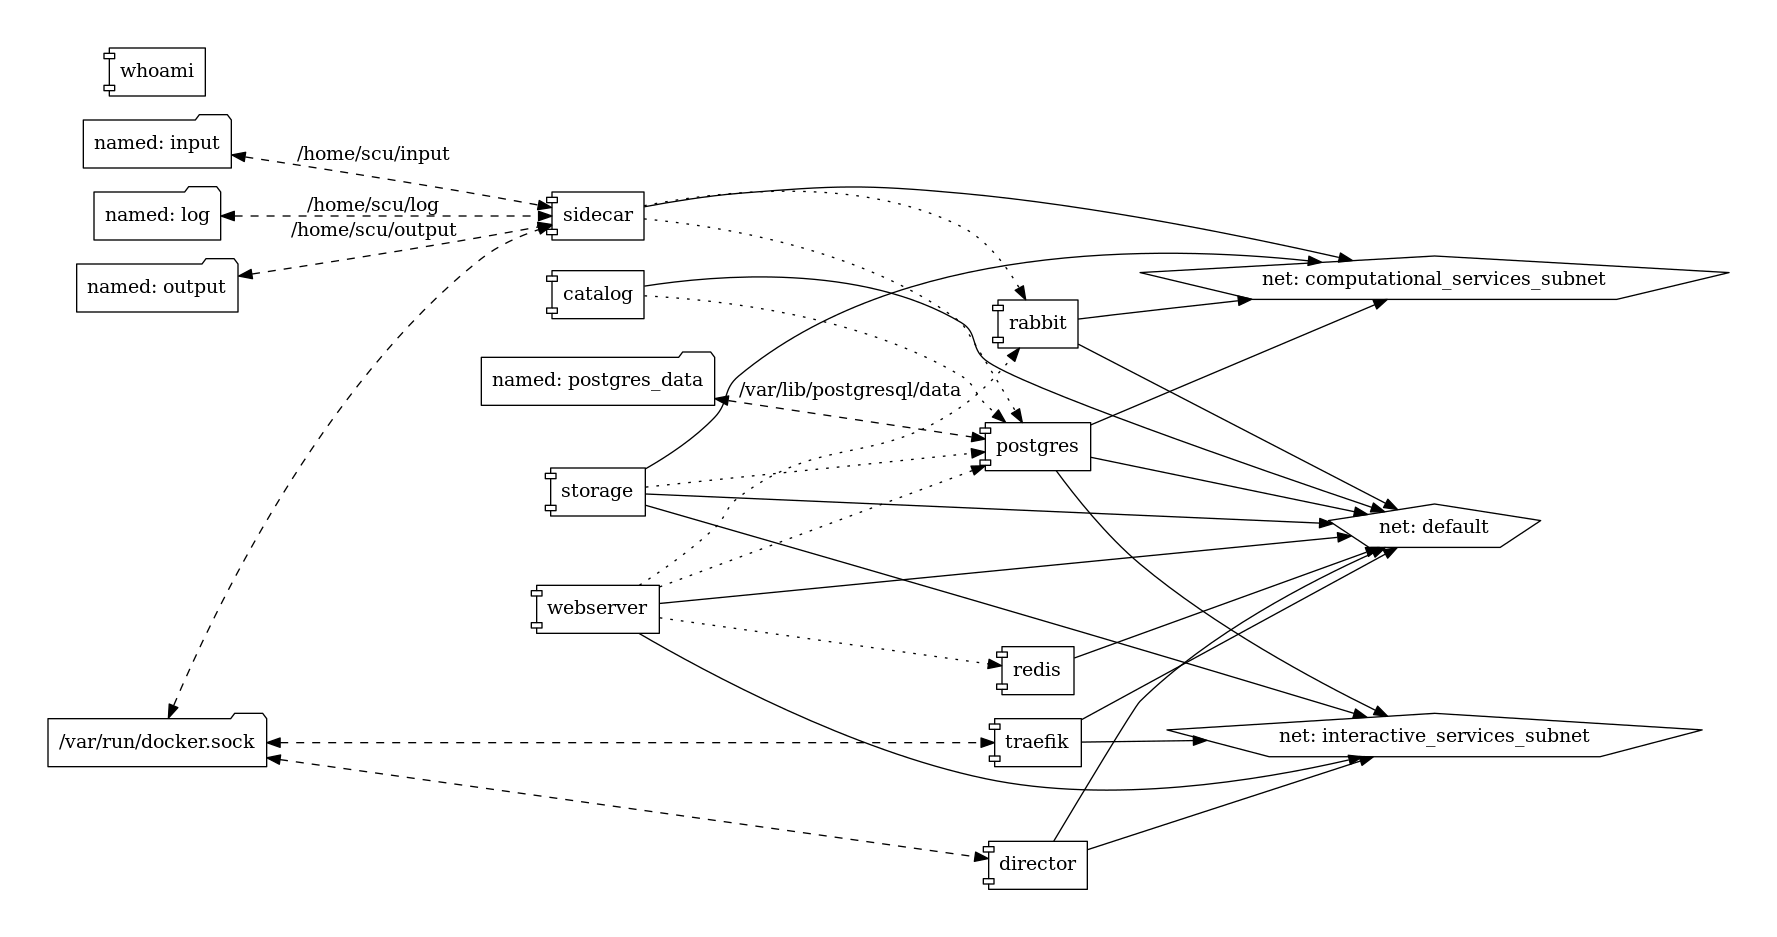 whoami
named: input
/home/scu/input
named: log
/home/scu/log
/home/scu/output
named: output
sidecar
catalog
named: postgres_data
/var/lib/postgresql/data
storage
webserver
/var/run/docker.sock
rabbit
postgres
redis
traefik
director
net: computational_services_subnet
net: default
net: interactive_services_subnet